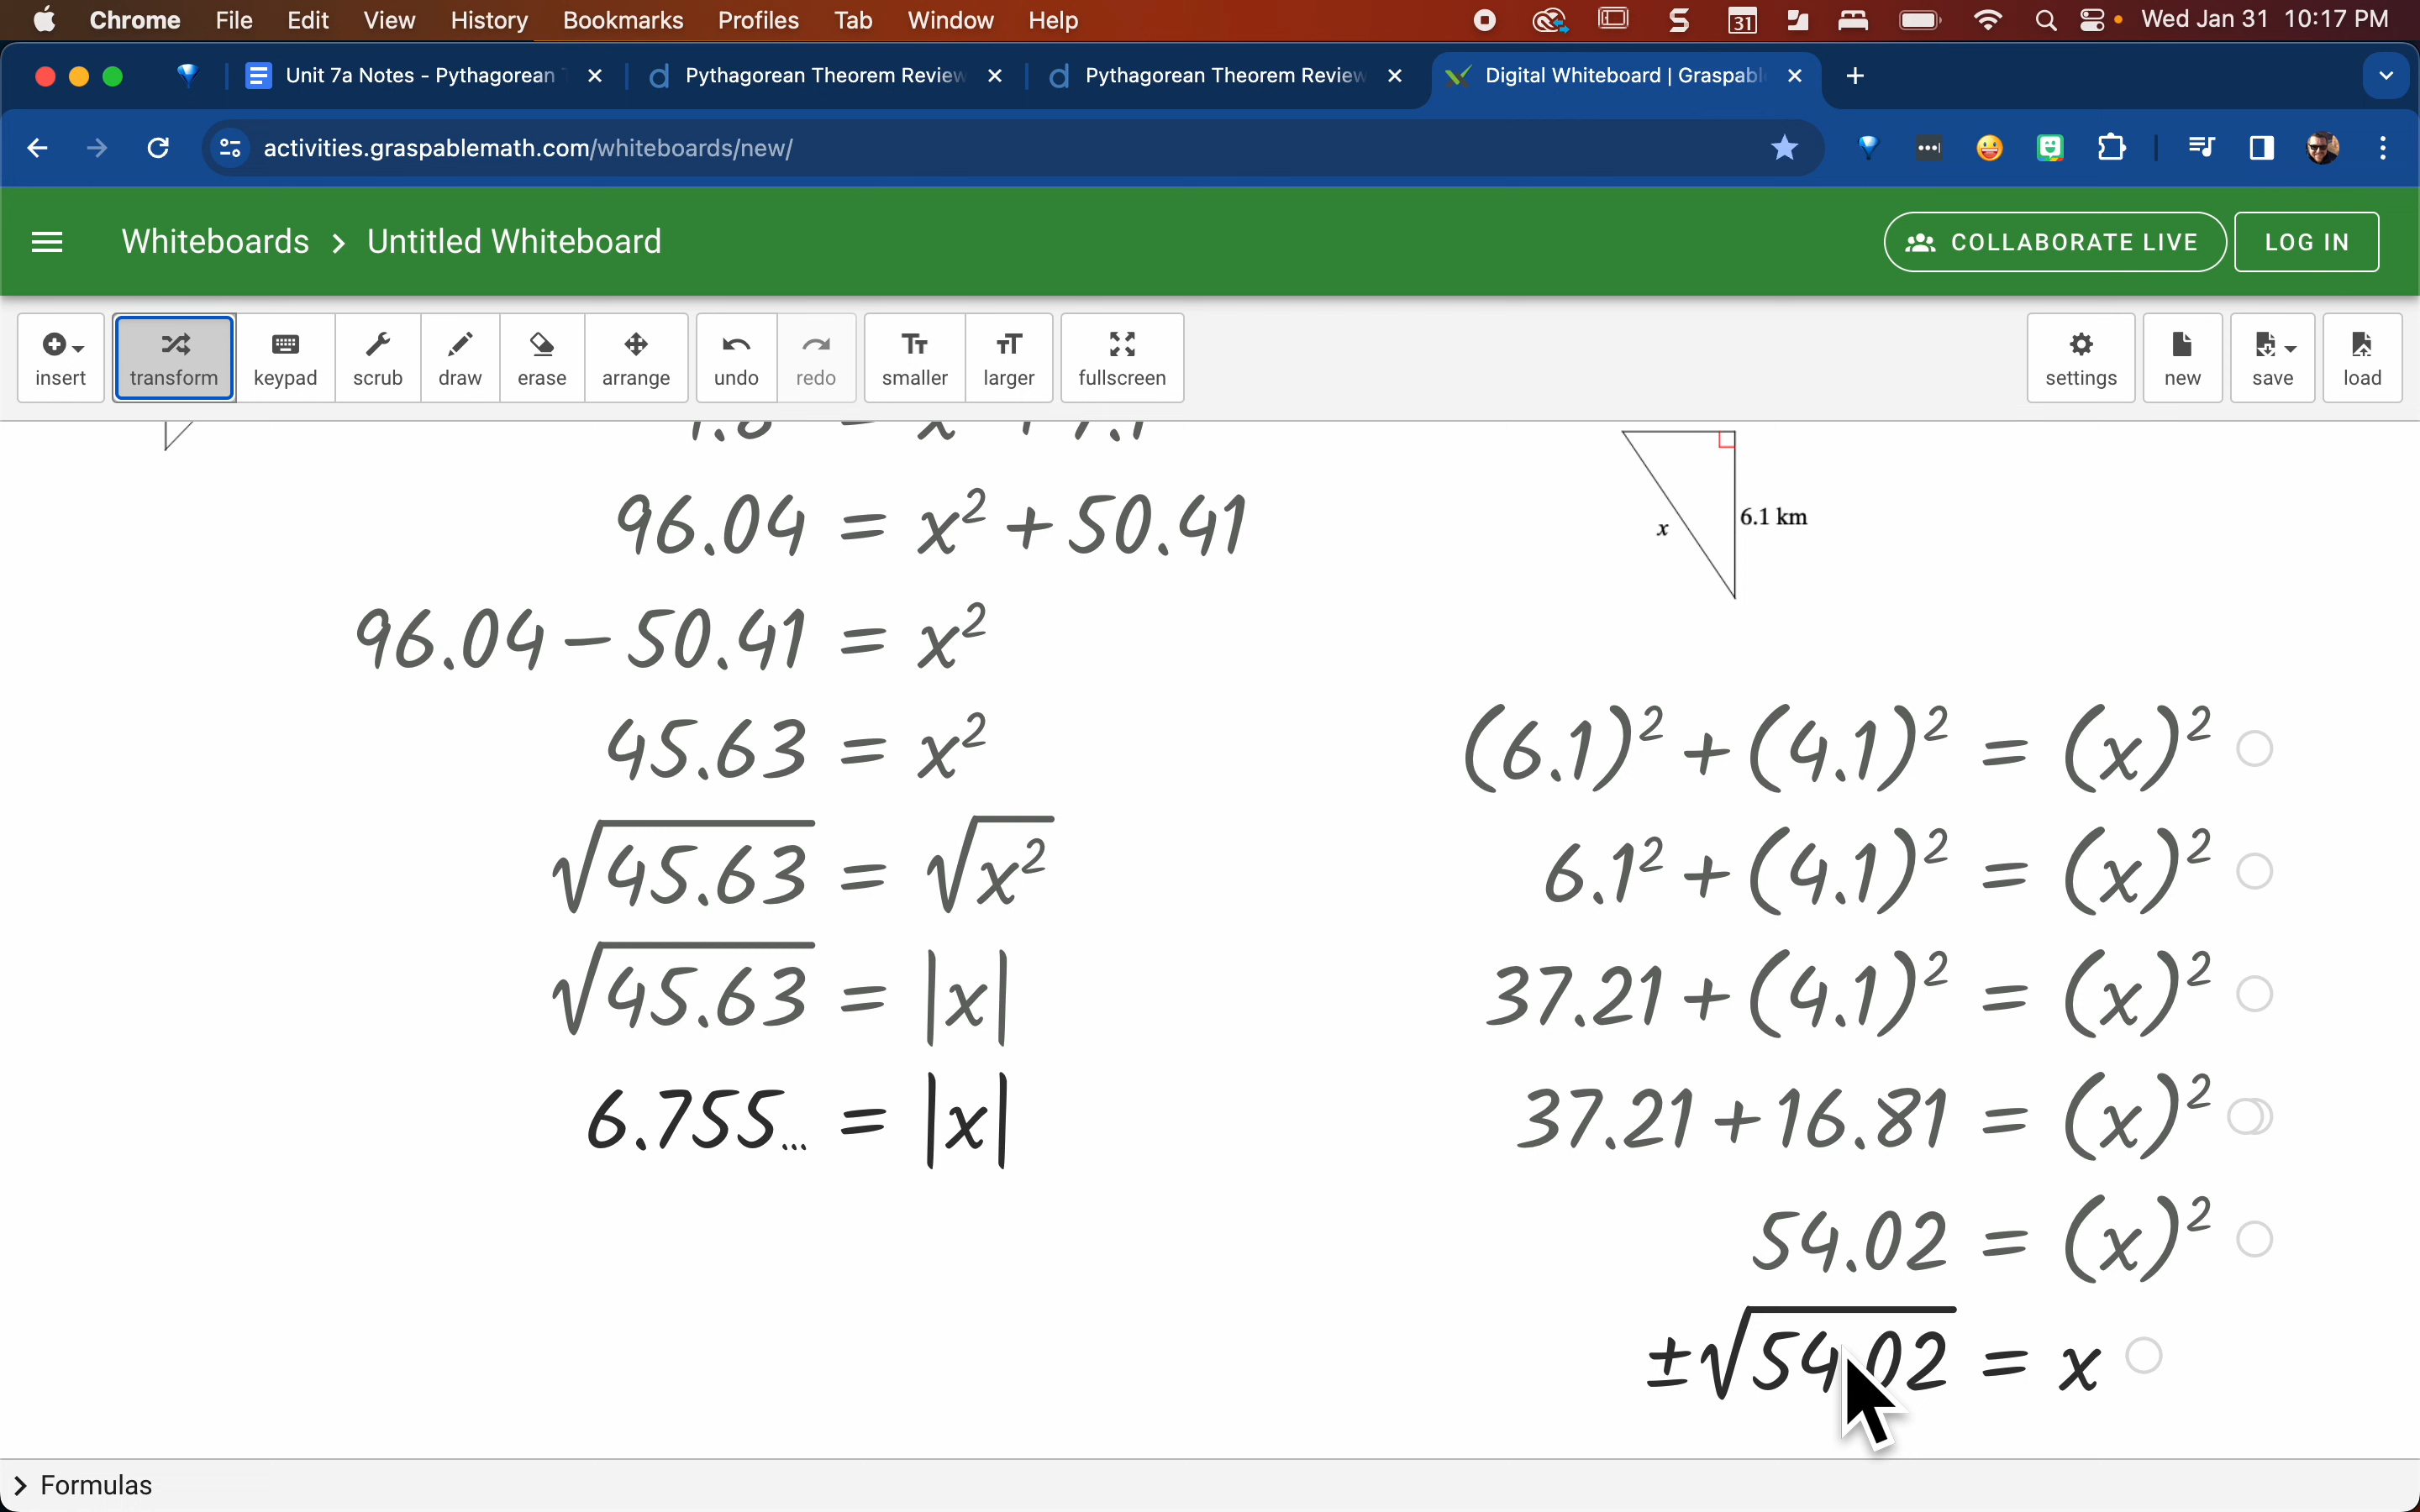 Chrome File Edit View History Bookmarks Profiles Tab Window Help 31 Wed Jan 31 10:17 PM
Unit 7a Notes - Pythagorean Pythagorean Theorem Review Pythagorean Theorem Review Digital Whiteboard | Graspabl
activities.graspablemath.com/whiteboards/new/
Whiteboards > Untitled Whiteboard COLLABORATE LIVE LOG IN
insert transform keypad scrub draw erase arrange undo redo smaller larger fullscreen settings new save load
96.04 = x² + 50.41
96.04 − 50.41 = x²
45.63 = x²
√45.63 = √x²
√45.63 = |x|
6.755... = |x|
x 6.1 km
(6.1)² + (4.1)² = (x)²
6.1² + (4.1)² = (x)²
37.21 + (4.1)² = (x)²
37.21 + 16.81 = (x)²
54.02 = (x)²
±√54.02 = x
> Formulas